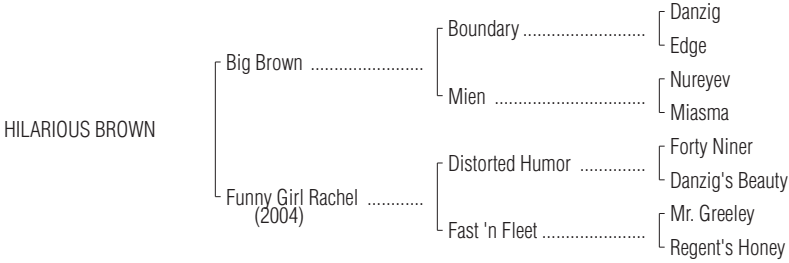 Danzig
Boundary ........................
Edge
Big Brown ......................
Nureyev
Mien ..............................
Miasma
HILARIOUS BROWN
Forty Niner
Distorted Humor .............
Danzig's Beauty
Funny Girl Rachel ...........
(2004)
Mr. Greeley
Fast 'n Fleet ....................
Regent's Honey